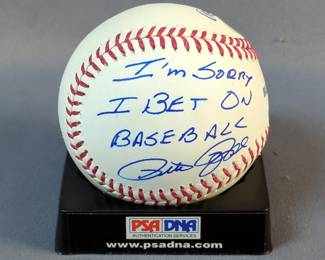 I'm SORRY
I BET ON
BASEBALL
Pete Rose
PSA DNA
AUTHENTICATION SERVICES
www.psadna.com